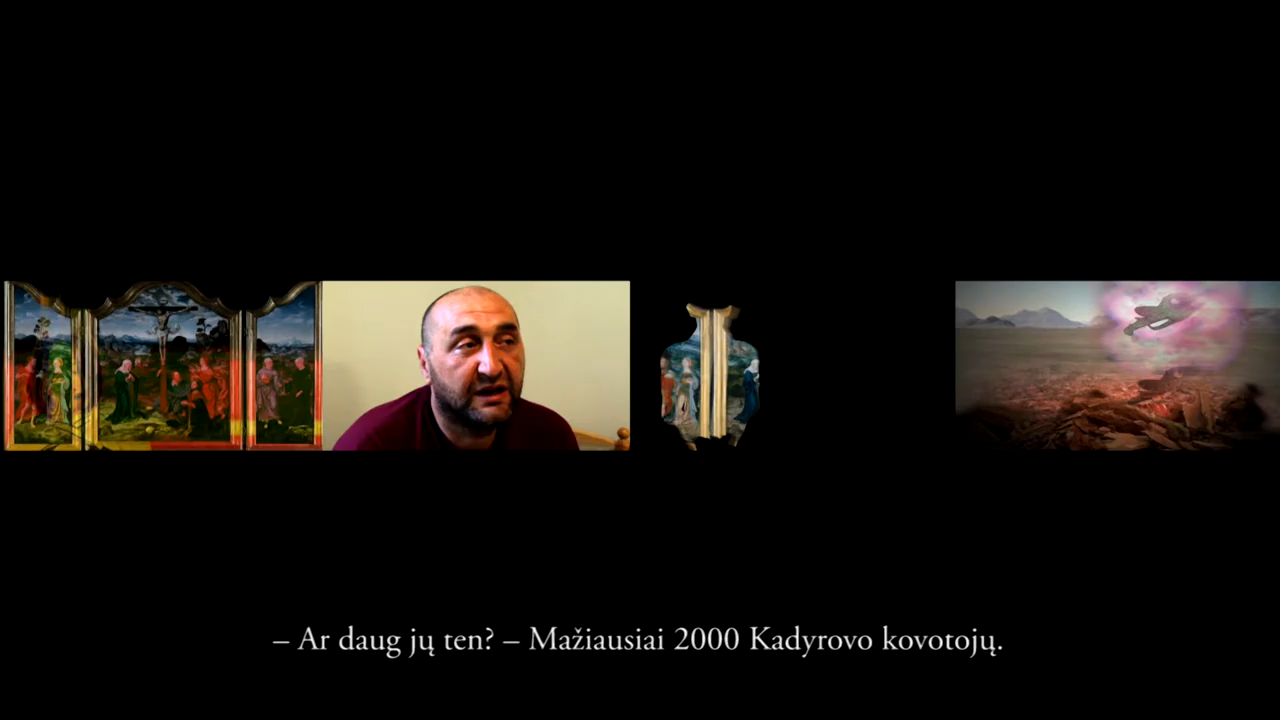 – Ar daug jų ten? – Mažiausiai 2000 Kadyrovo kovotojų.